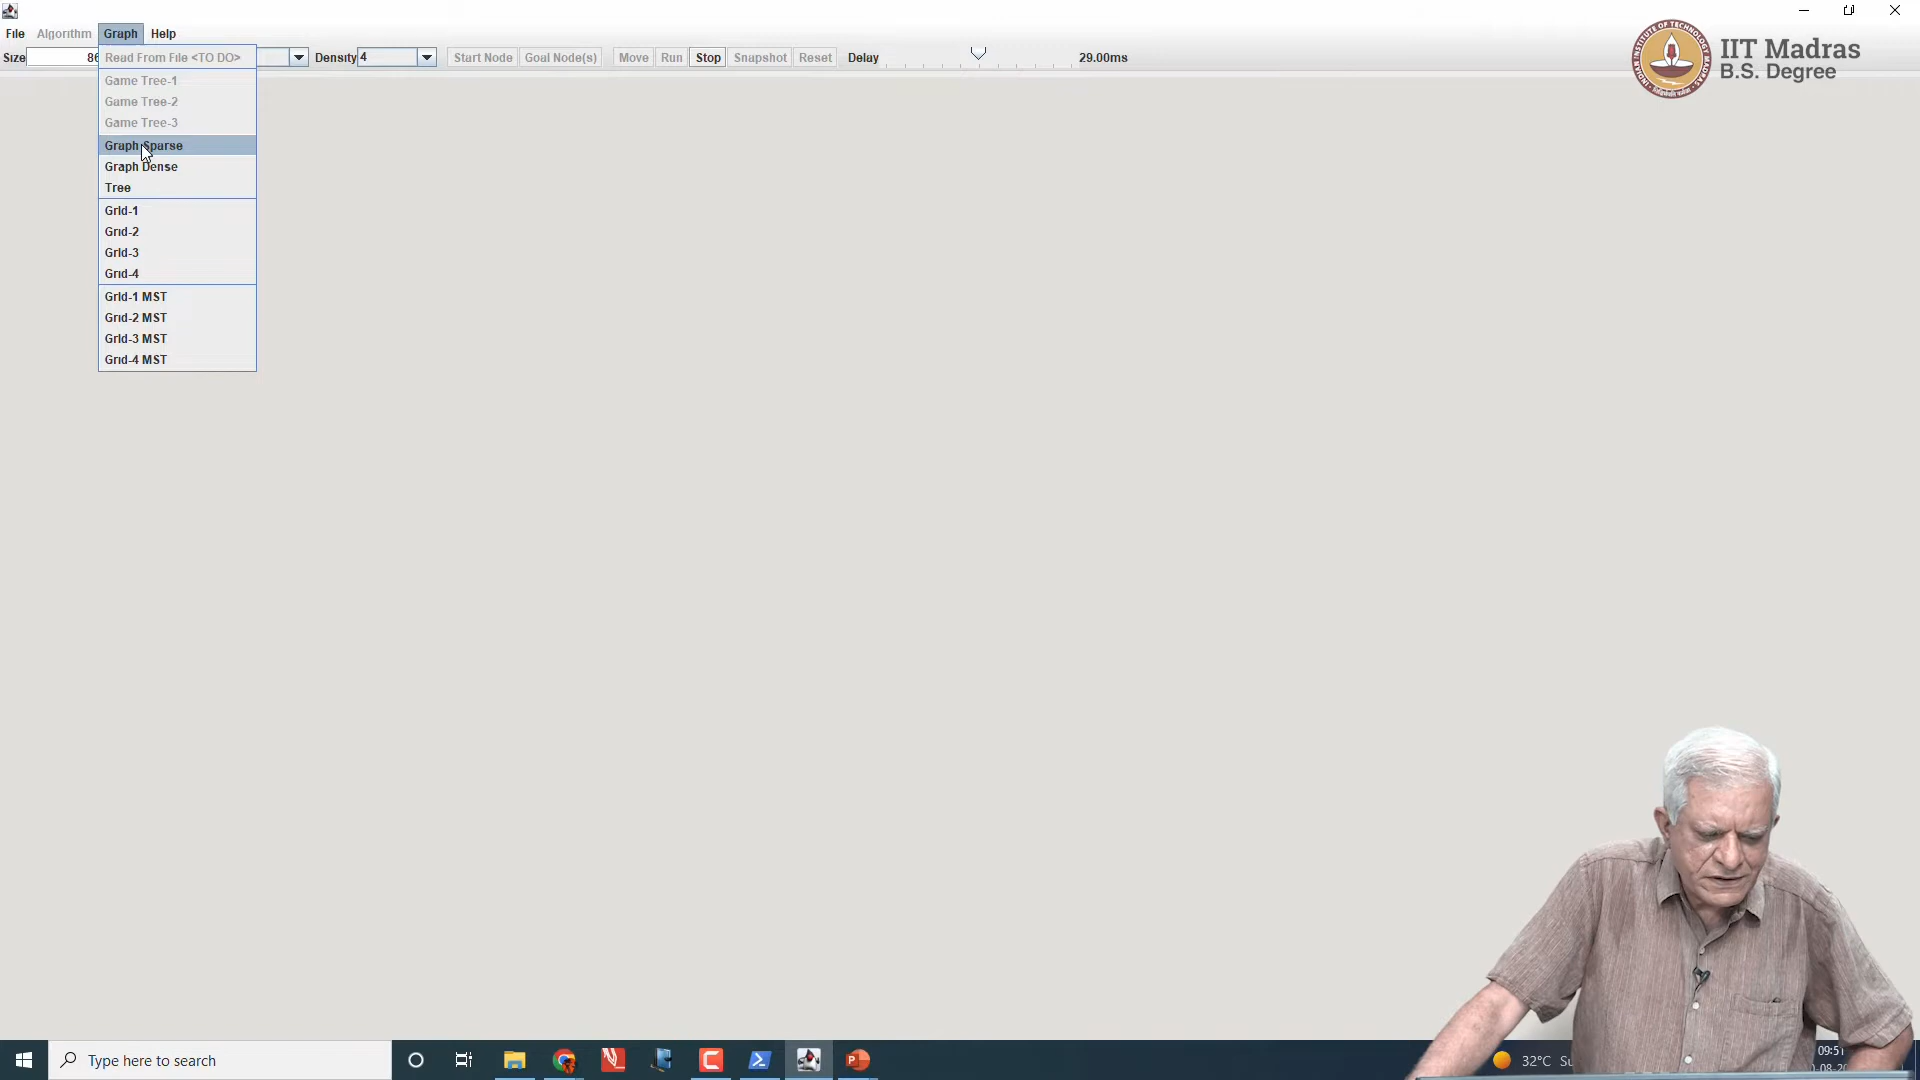 File Algorithm Graph Help
Size 86 Density 4 Start Node Goal Node(s) Move Run Stop Snapshot Reset Delay 29.00ms
Read From File <TO DO>
Game Tree-1
Game Tree-2
Game Tree-3
Graph Sparse
Graph Dense
Tree
Grid-1
Grid-2
Grid-3
Grid-4
Grid-1 MST
Grid-2 MST
Grid-3 MST
Grid-4 MST
IIT Madras
B.S. Degree
Type here to search
32°C
09:51